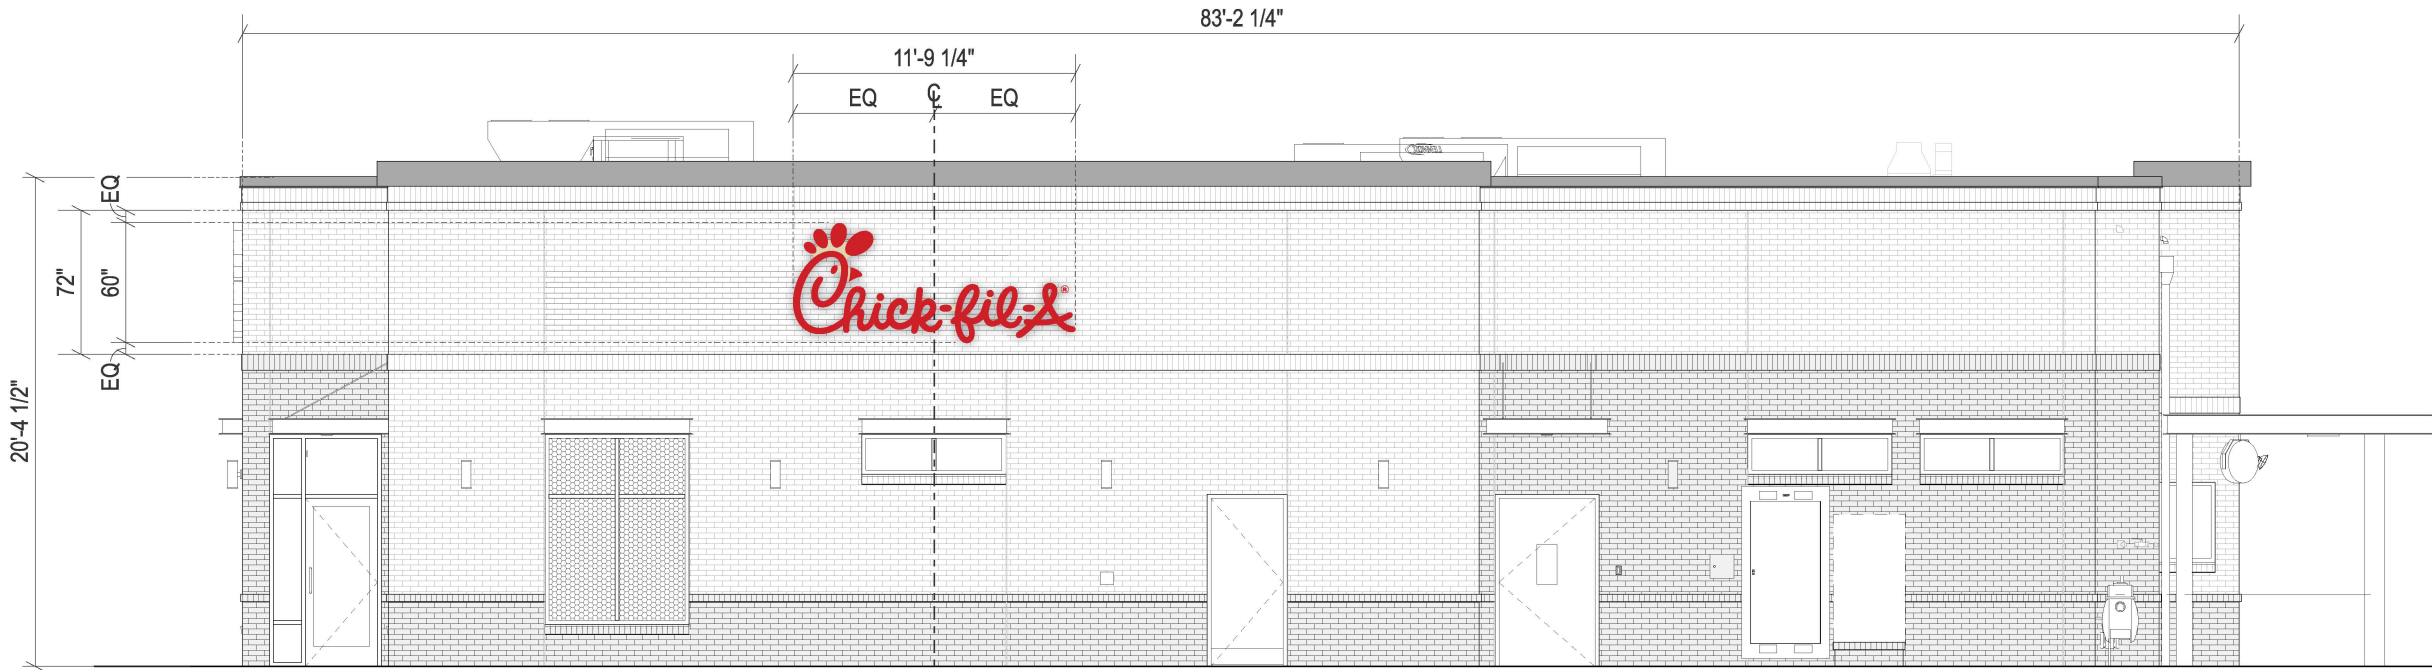 83'-2 1/4"
11'-9 1/4"
EQ
EQ
EQ
72"
60"
EQ
20'-4 1/2"
Chick-fil-A®